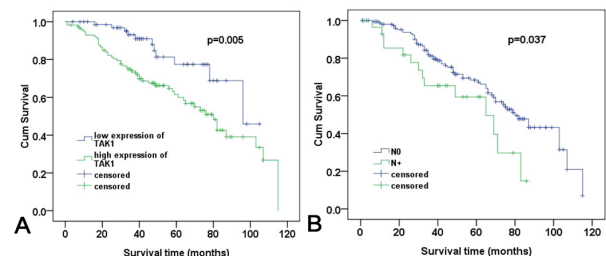 p=0.005
Cum Survival
1.0
0.8
0.6
0.4
0.2
0.0
low expression of
TAK1
high expression of
TAK1
censored
censored
0 20 40 60 80 100 120
Survival time (months)
A
p=0.037
Cum Survival
1.0
0.8
0.6
0.4
0.2
0.0
N0
N+
censored
censored
0 20 40 60 80 100 120
Survival time (months)
B